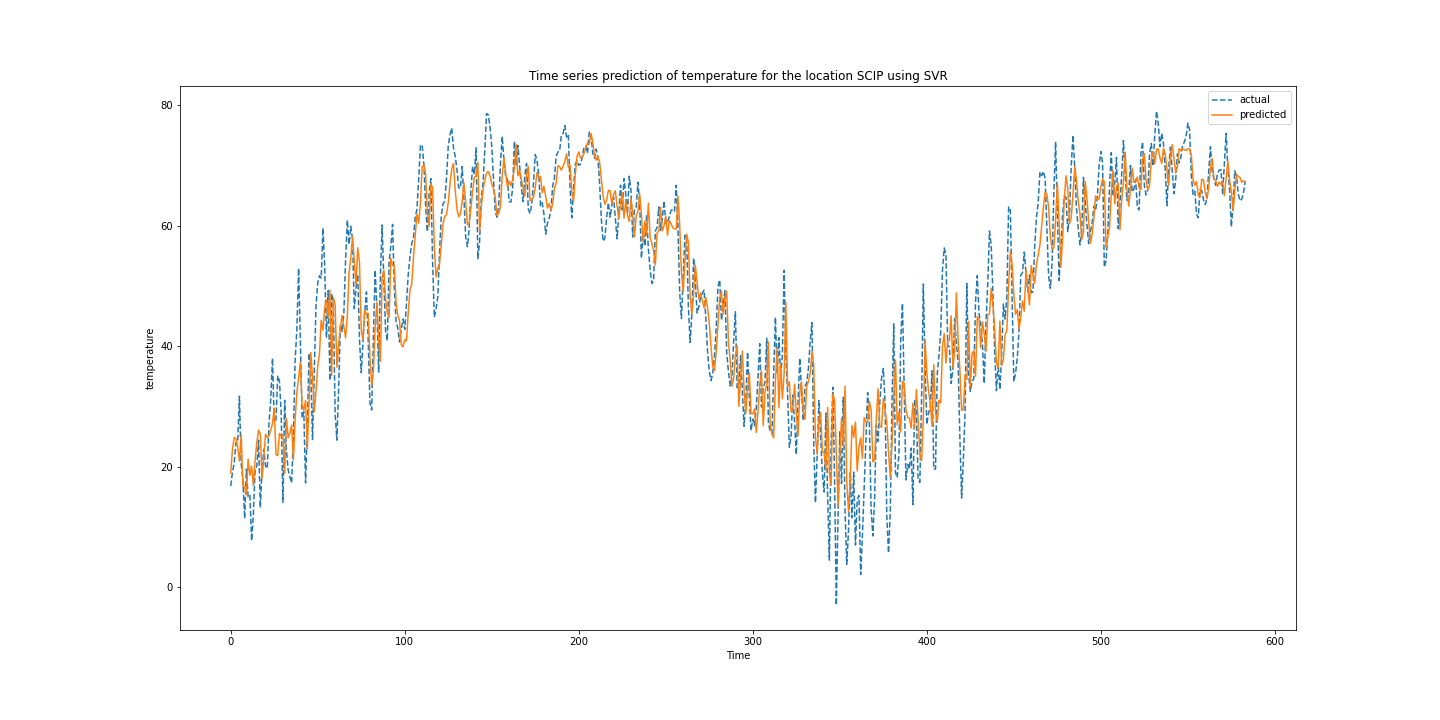 Time series prediction of temperature for the location SCIP using SVR
actual
predicted
80
60
40
20
0
temperature
0 100 200 300 400 500 600
Time